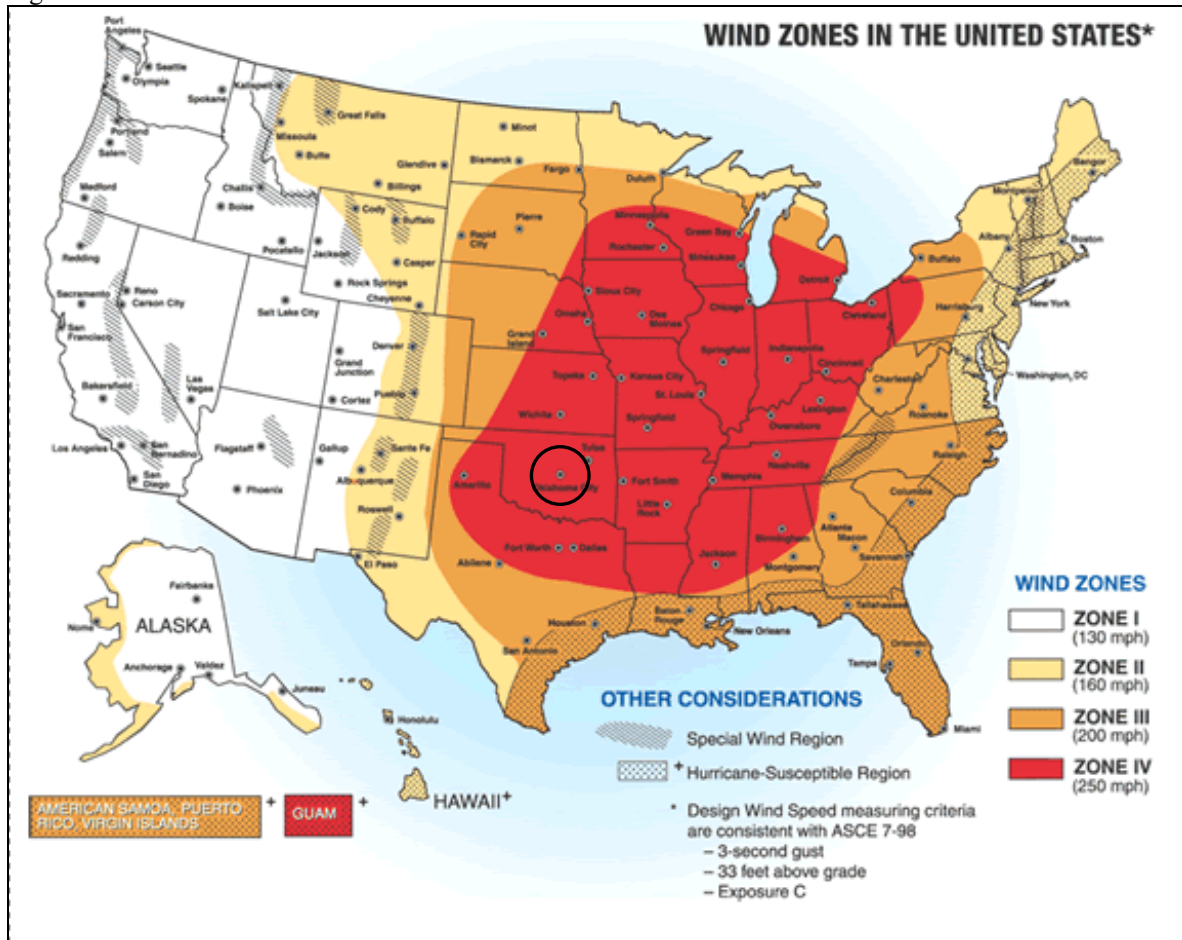 WIND ZONES IN THE UNITED STATES*
Port
Angeles
Seattle
Olympia
Spokane
Kalispell
Great Falls
Minot
Portland
Salem
Missoula
Butte
Glendive
Bismarck
Fargo
Duluth
Bangor
Medford
Challis
Boise
Billings
Cody
Buffalo
Pierre
Rapid
City
Minneapolis
Rochester
Green Bay
Milwaukee
Montpelier
Albany
Boston
Buffalo
Redding
Pocatello
Jackson
Casper
Rock Springs
Cheyenne
Sioux City
Detroit
New York
Reno
Carson City
Sacramento
San
Francisco
Salt Lake City
Omaha
Des
Moines
Chicago
Cleveland
Harrisburg
Grand
Island
Denver
Grand
Junction
Pueblo
Cortez
Topeka
Kansas City
Springfield
St. Louis
Indianapolis
Cincinnati
Charleston
Washington, DC
Bakersfield
Las
Vegas
Wichita
Springfield
Lexington
Owensboro
Roanoke
Los Angeles
San
Bernadino
San
Diego
Flagstaff
Phoenix
Gallup
Sante Fe
Albuquerque
Roswell
El Paso
Amarillo
Tulsa
Oklahoma City
Fort Smith
Little
Rock
Memphis
Nashville
Raleigh
Columbia
Atlante
Macon
Savannah
Birmingham
Montgomery
Jackson
Fort Worth
Dallas
Abilene
Houston
San Antonio
Baton
Rouge
New Orleans
Tallahassee
Orlando
Tampa
Miami
Fairbanks
Nome
ALASKA
Anchorage
Valdez
Juneau
Honolulu
HAWAII+
AMERICAN SAMOA, PUERTO
RICO, VIRGIN ISLANDS
+
GUAM
+
OTHER CONSIDERATIONS
Special Wind Region
+ Hurricane-Susceptible Region
* Design Wind Speed measuring criteria
are consistent with ASCE 7-98
– 3-second gust
– 33 feet above grade
– Exposure C
WIND ZONES
ZONE I
(130 mph)
ZONE II
(160 mph)
ZONE III
(200 mph)
ZONE IV
(250 mph)